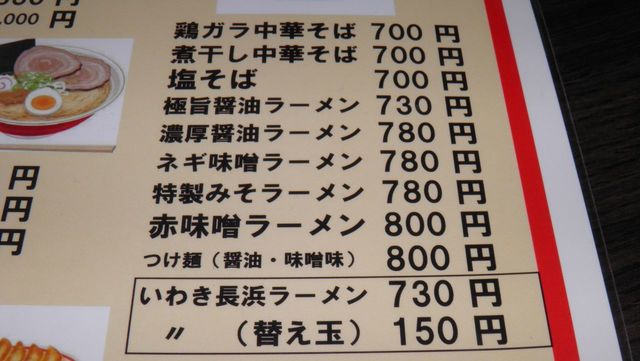 ,000 円
鶏ガラ中華そば 700 円
煮干し中華そば 700 円
塩そば 700 円
極旨醤油ラーメン 730 円
濃厚醤油ラーメン 780 円
ネギ味噌ラーメン 780 円
特製みそラーメン 780 円
赤味噌ラーメン 800 円
つけ麺（醤油・味噌味） 800 円
いわき長浜ラーメン 730 円
〃 （替え玉） 150 円
円
円
円